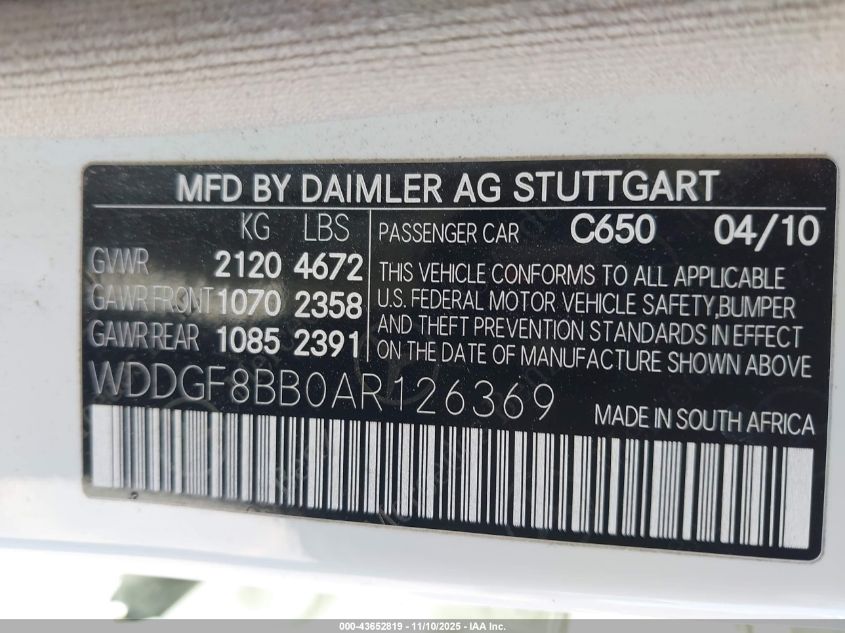 MFD BY DAIMLER AG STUTTGART
KG LBS
GVWR 2120 4672
GAWR FRONT 1070 2358
GAWR REAR 1085 2391
PASSENGER CAR C650 04/10
THIS VEHICLE CONFORMS TO ALL APPLICABLE
U.S. FEDERAL MOTOR VEHICLE SAFETY, BUMPER
AND THEFT PREVENTION STANDARDS IN EFFECT
ON THE DATE OF MANUFACTURE SHOWN ABOVE
WDDGF8BB0AR126369
MADE IN SOUTH AFRICA
000-43652819 - 11/10/2025 - IAA Inc.